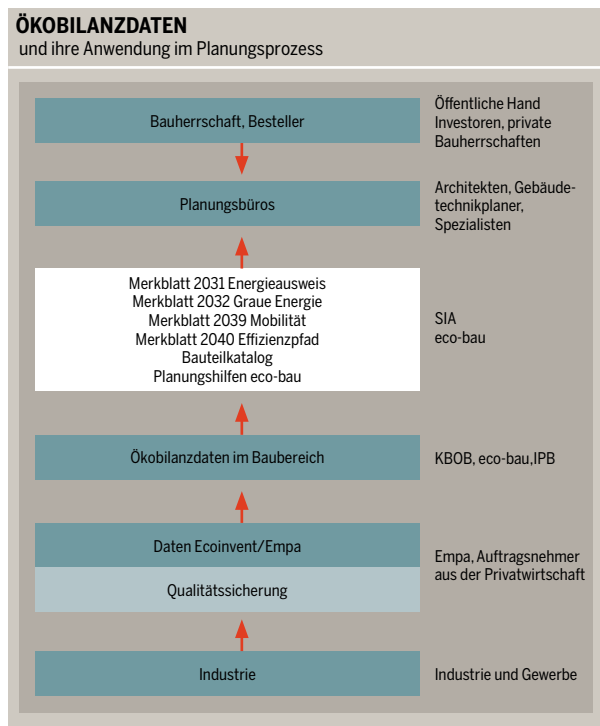 ÖKOBILANZDATEN
und ihre Anwendung im Planungsprozess
Bauherrschaft, Besteller
Öffentliche Hand
Investoren, private
Bauherrschaften
Planungsbüros
Architekten, Gebäude-
technikplaner,
Spezialisten
Merkblatt 2031 Energieausweis
Merkblatt 2032 Graue Energie
Merkblatt 2039 Mobilität
Merkblatt 2040 Effizienzpfad
Bauteilkatalog
Planungshilfen eco-bau
SIA
eco-bau
Ökobilanzdaten im Baubereich
KBOB, eco-bau,IPB
Daten Ecoinvent/Empa
Qualitätssicherung
Empa, Auftragsnehmer
aus der Privatwirtschaft
Industrie
Industrie und Gewerbe